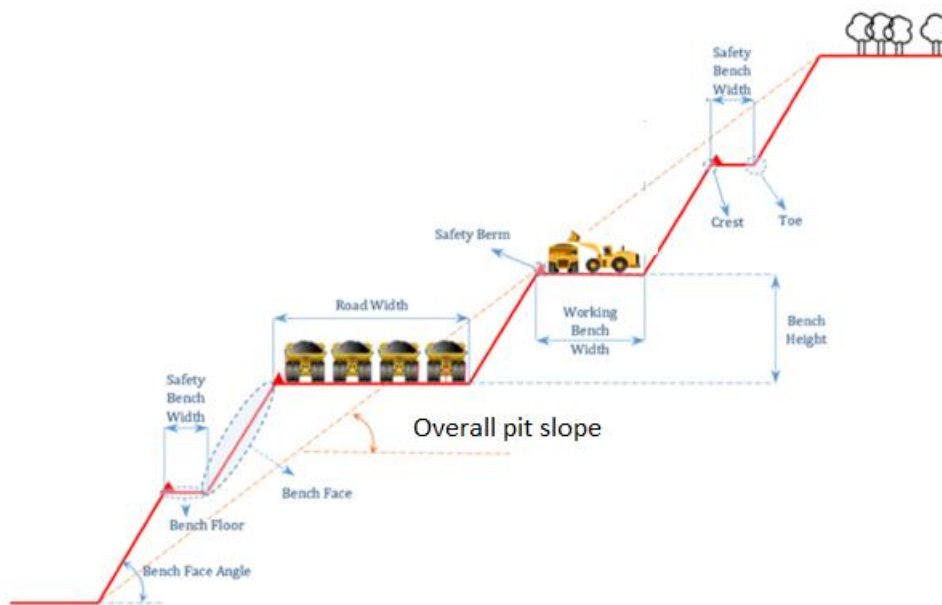 Safety
Bench
Width
Crest
Toe
Safety Berm
Road Width
Working
Bench
Width
Bench
Height
Safety
Bench
Width
Overall pit slope
Bench Face
Bench Floor
Bench Face Angle